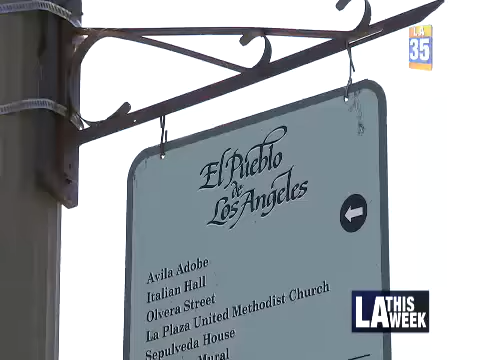 LA
35
El Pueblo
de
Los Angeles
Avila Adobe
Italian Hall
Olvera Street
La Plaza United Methodist Church
Sepulveda House
Mural
LA THIS
WEEK